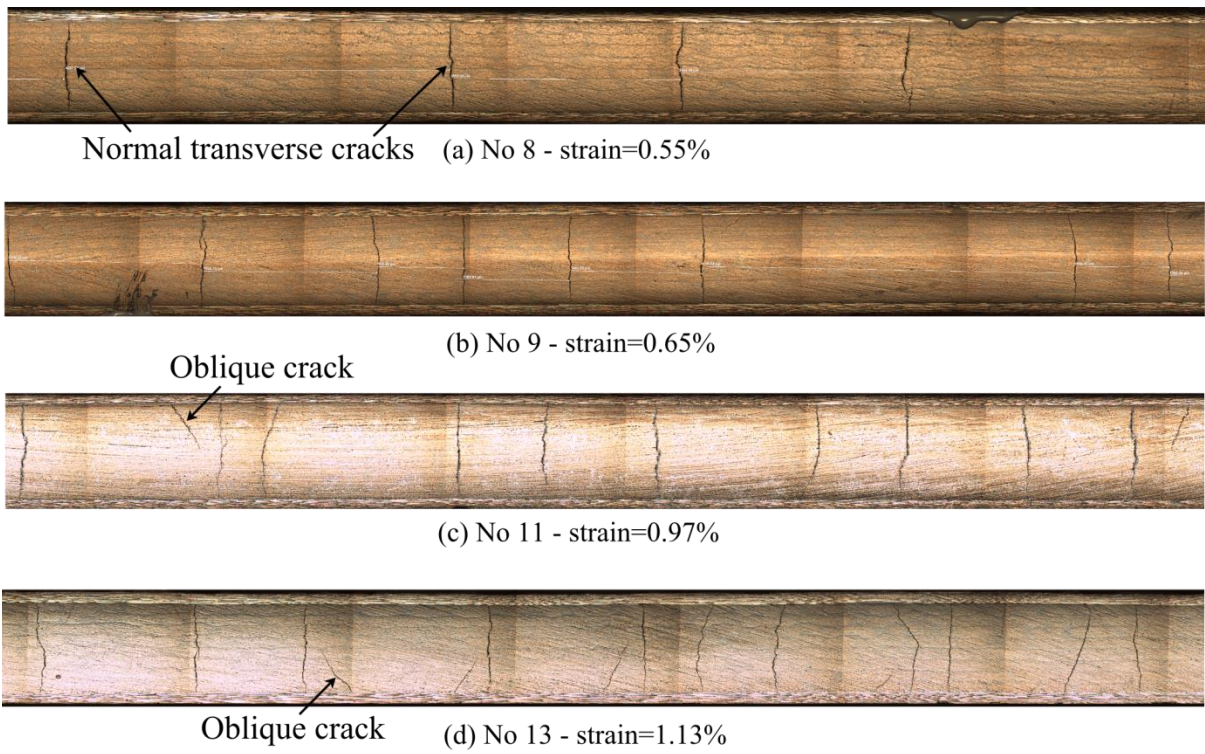 Normal transverse cracks
(a) No 8 - strain=0.55%
(b) No 9 - strain=0.65%
Oblique crack
(c) No 11 - strain=0.97%
Oblique crack
(d) No 13 - strain=1.13%